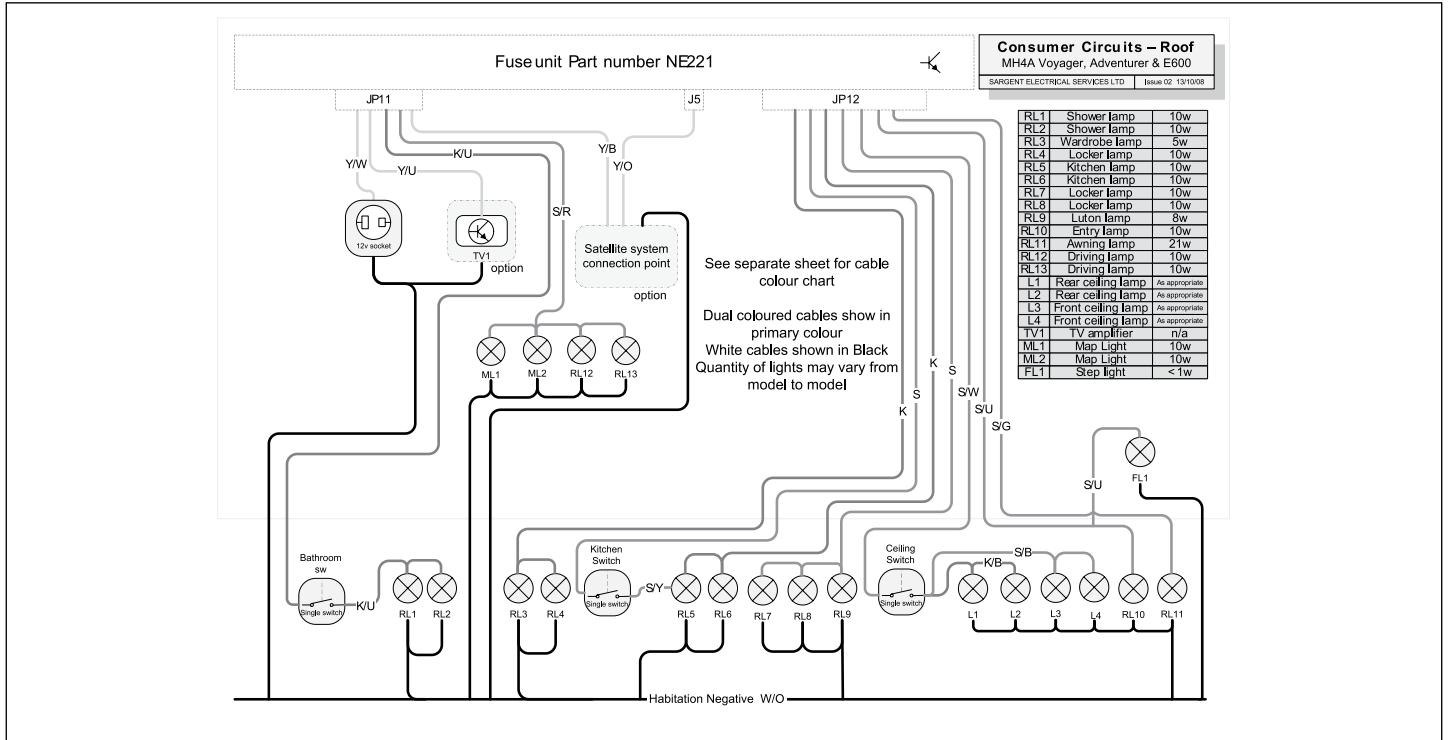 Fuse unit Part number NE221
Consumer Circuits – Roof
MH4A Voyager, Adventurer & E600
SARGENT ELECTRICAL SERVICES LTD Issue 02 13/10/08
JP11
J5
JP12
RL1 Shower lamp 10w
RL2 Shower lamp 10w
RL3 Wardrobe lamp 5w
RL4 Locker lamp 10w
RL5 Kitchen lamp 10w
RL6 Kitchen lamp 10w
RL7 Locker lamp 10w
RL8 Locker lamp 10w
RL9 Luton lamp 8w
RL10 Entry lamp 10w
RL11 Awning lamp 21w
RL12 Driving lamp 10w
RL13 Driving lamp 10w
L1 Rear ceiling lamp As appropriate
L2 Rear ceiling lamp As appropriate
L3 Front ceiling lamp As appropriate
L4 Front ceiling lamp As appropriate
TV1 TV amplifier n/a
ML1 Map Light 10w
ML2 Map Light 10w
FL1 Step light <1w
Y/W
Y/U
K/U
Y/B
Y/O
S/R
12v socket
TV1
option
Satellite system
connection point
option
See separate sheet for cable
colour chart
Dual coloured cables show in
primary colour
White cables shown in Black
Quantity of lights may vary from
model to model
ML1
ML2
RL12
RL13
K
S
K
S
S/W
S/U
S/G
S/U
FL1
Bathroom
sw
Single switch
K/U
RL1
RL2
RL3
RL4
Kitchen
Switch
Single switch
S/Y
RL5
RL6
RL7
RL8
RL9
Ceiling
Switch
Single switch
S/B
K/B
L1
L2
L3
L4
RL10
RL11
Habitation Negative W/O